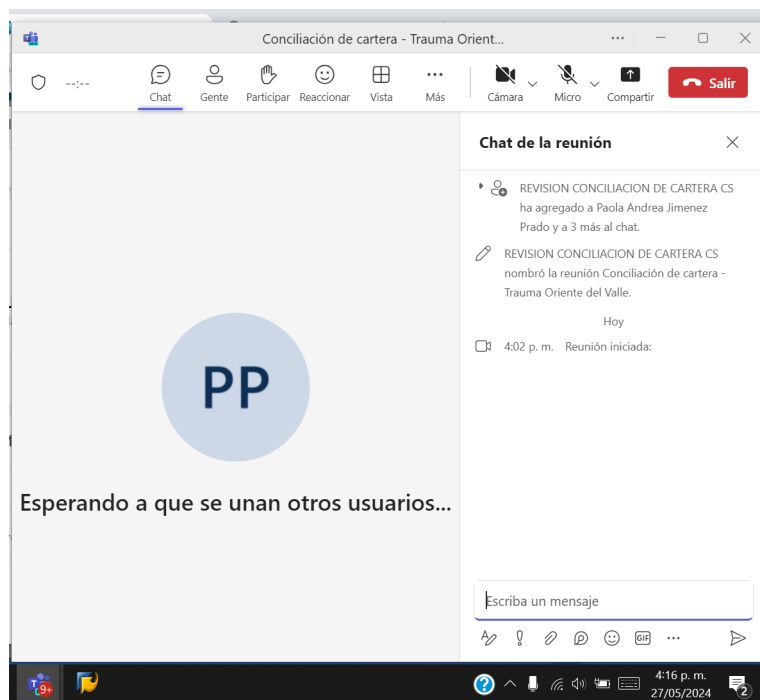 Conciliación de cartera - Trauma Orient...
--:--
Chat
Gente
Participar
Reaccionar
Vista
Más
Cámara
Micro
Compartir
Salir
Chat de la reunión
REVISION CONCILIACION DE CARTERA CS
ha agregado a Paola Andrea Jimenez
Prado y a 3 más al chat.
REVISION CONCILIACION DE CARTERA CS
nombró la reunión Conciliación de cartera -
Trauma Oriente del Valle.
Hoy
4:02 p. m. Reunión iniciada:
PP
Esperando a que se unan otros usuarios...
Escriba un mensaje
GIF
9+
4:16 p. m.
27/05/2024
2